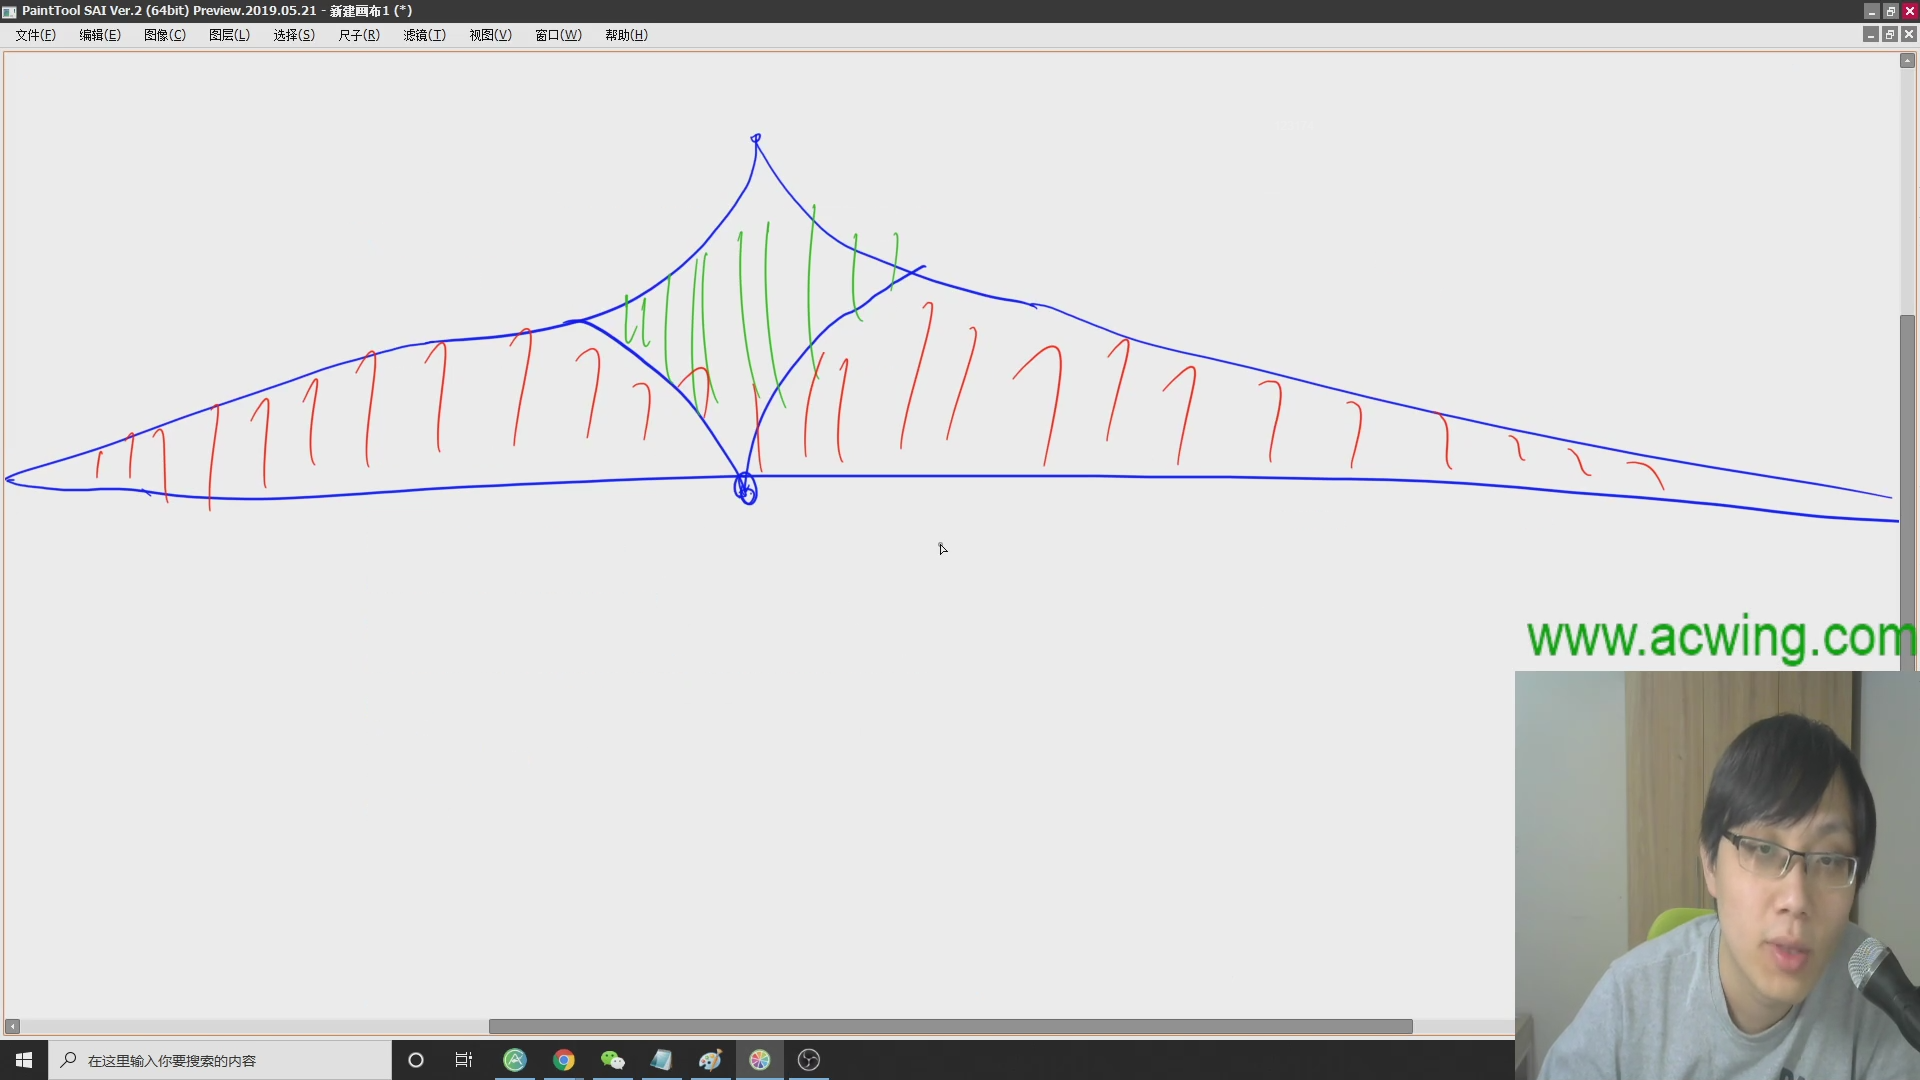 PaintTool SAI Ver.2 (64bit) Preview.2019.05.21 - 新建画布1 (*)
文件(F) 编辑(E) 图像(C) 图层(L) 选择(S) 尺子(R) 滤镜(T) 视图(V) 窗口(W) 帮助(H)
www.acwing.com
在这里输入你要搜索的内容